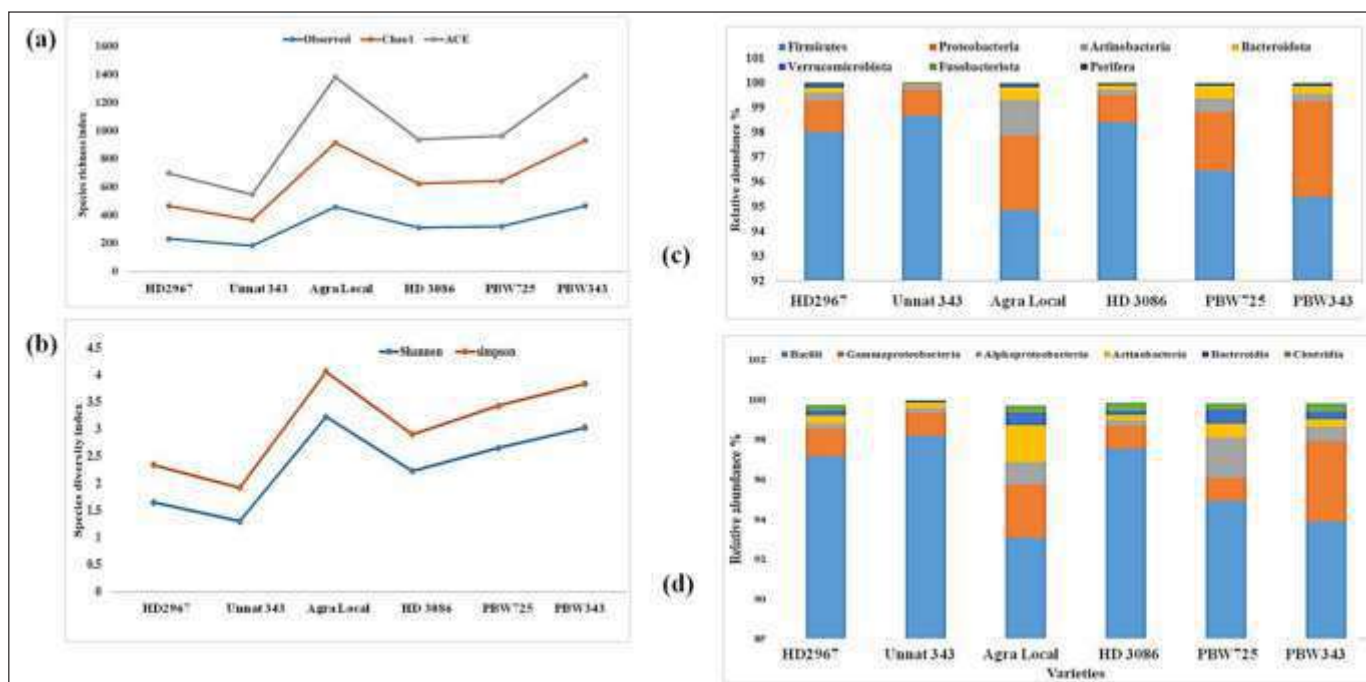 (a)
Observed Chao1 ACE
Species richness index
1600
1400
1200
1000
800
600
400
200
0
HD2967 Unnat 343 Agra Local HD 3086 PBW725 PBW343
(b)
Shannon simpson
Species diversity index
4.5
4
3.5
3
2.5
2
1.5
1
0.5
0
HD2967 Unnat 343 Agra Local HD 3086 PBW725 PBW343
(c)
Firmirutes Proteobacteria Actinobacteria Bacteroidota
Verrucomicrobiota Fusobacteriota Porifera
Relative abundance %
101
100
99
98
97
96
95
94
93
92
HD2967 Unnat 343 Agra Local HD 3086 PBW725 PBW343
(d)
Bacili Gammaproteobacteria Alphaproteobacteria Actinobacteria Bacteroidia Clostridia
Relative abundance %
102
100
98
96
94
92
90
HD2967 Unnat 343 Agra Local HD 3086 PBW725 PBW343
Varieties